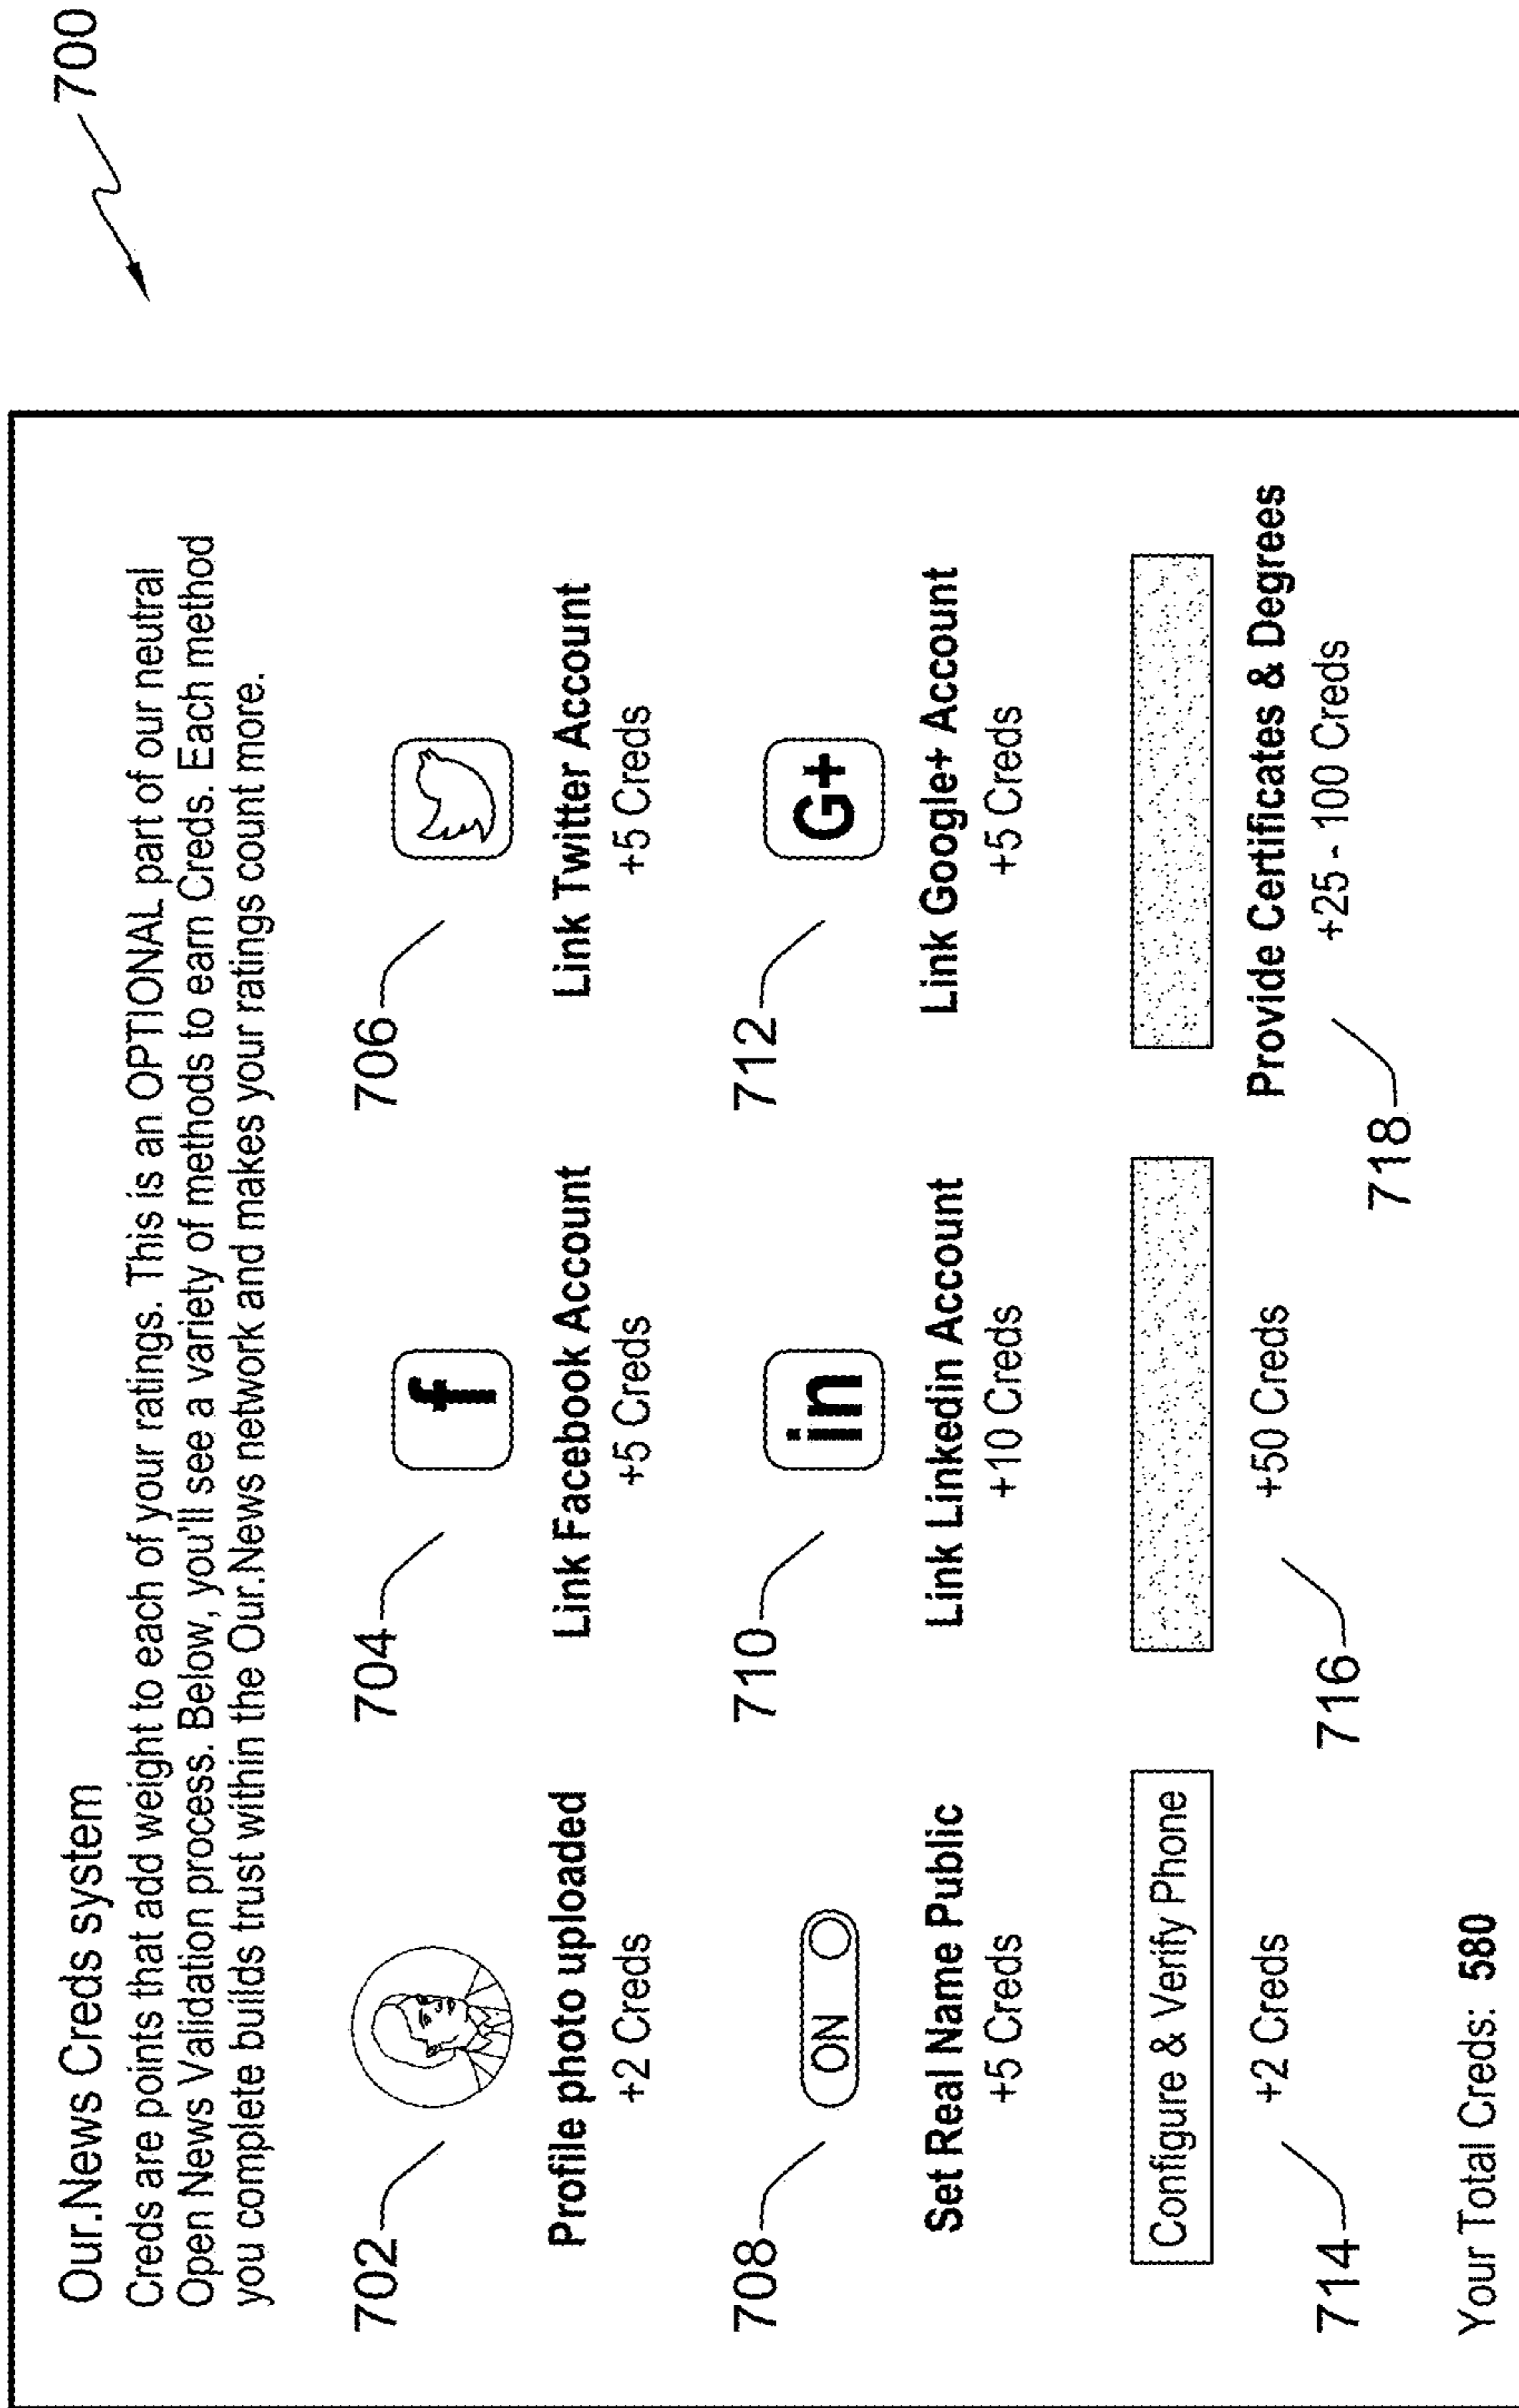 700
Our.News Creds system
Creds are points that add weight to each of your ratings. This is an OPTIONAL part of our neutral
Open News Validation process. Below, you'll see a variety of methods to earn Creds. Each method
you complete builds trust within the Our.News network and makes your ratings count more.
702
704
f
706
Profile photo uploaded
+2 Creds
Link Facebook Account
+5 Creds
Link Twitter Account
+5 Creds
708
ON
710
in
712
G+
Set Real Name Public
+5 Creds
Link Linkedin Account
+10 Creds
Link Google+ Account
+5 Creds
Configure & Verify Phone
+2 Creds
714
+50 Creds
716
Provide Certificates & Degrees
+25 - 100 Creds
718
Your Total Creds: 580